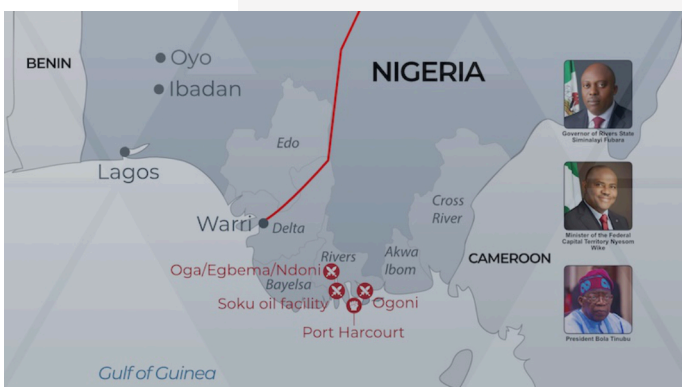 BENIN
Oyo
Ibadan
NIGERIA
Edo
Lagos
Warri
Delta
Cross
River
Rivers
Akwa
Ibom
CAMEROON
Oga/Egbema/Ndoni
Bayelsa
Soku oil facility
Ogoni
Port Harcourt
Gulf of Guinea
Governor of Rivers State
Siminalayi Fubara
Minister of the Federal
Capital Territory Nyesom
Wike
President Bola Tinubu